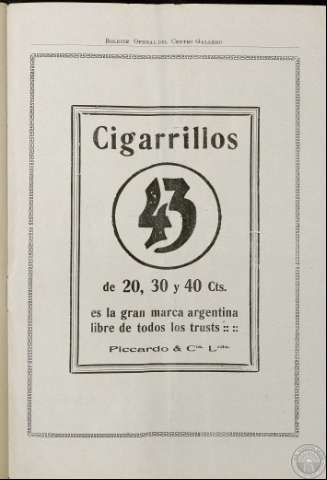 Boletín Oficial del Centro Gallego
Cigarrillos
43
de 20, 30 y 40 Cts.
es la gran marca argentina
libre de todos los trusts :: ::
Piccardo & Cía. Ltda.